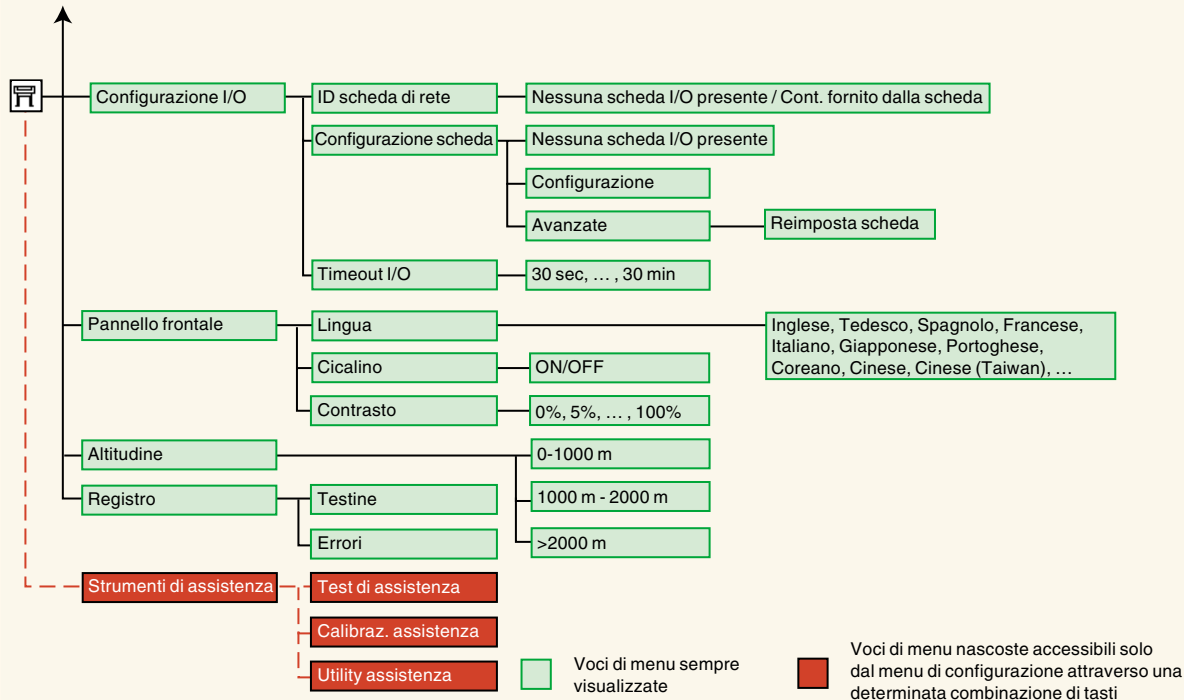 Configurazione I/O
ID scheda di rete
Nessuna scheda I/O presente / Cont. fornito dalla scheda
Configurazione scheda
Nessuna scheda I/O presente
Configurazione
Avanzate
Reimposta scheda
Timeout I/O
30 sec, … , 30 min
Pannello frontale
Lingua
Inglese, Tedesco, Spagnolo, Francese,
Italiano, Giapponese, Portoghese,
Coreano, Cinese, Cinese (Taiwan), …
Cicalino
ON/OFF
Contrasto
0%, 5%, … , 100%
Altitudine
0-1000 m
1000 m - 2000 m
>2000 m
Registro
Testine
Errori
Strumenti di assistenza
Test di assistenza
Calibraz. assistenza
Utility assistenza
Voci di menu sempre
visualizzate
Voci di menu nascoste accessibili solo
dal menu di configurazione attraverso una
determinata combinazione di tasti